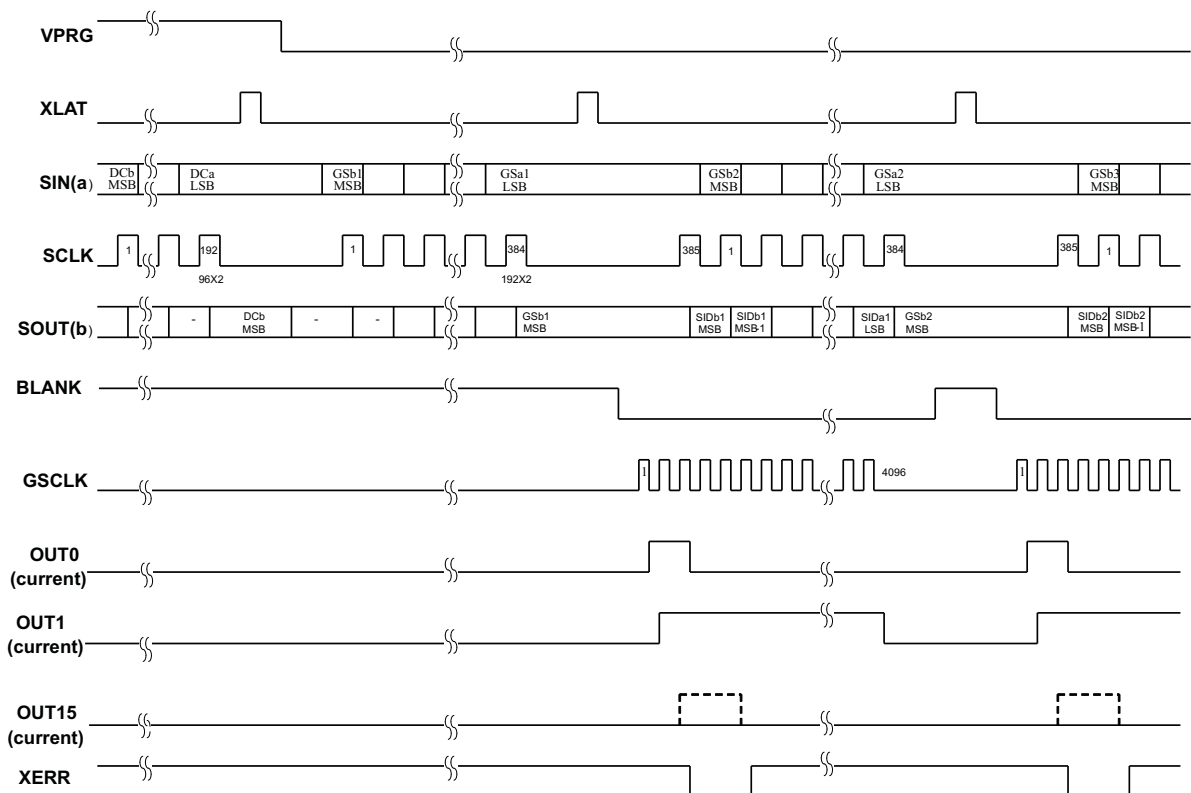 VPRG
XLAT
SIN(a)
DCb
MSB
DCa
LSB
GSb1
MSB
GSa1
LSB
GSb2
MSB
GSa2
LSB
GSb3
MSB
SCLK
1
192
1
384
385
1
384
385
1
96X2
192X2
SOUT(b)
-
DCb
MSB
-
-
GSb1
MSB
SIDb1
MSB
SIDb1
MSB-1
SIDa1
LSB
GSb2
MSB
SIDb2
MSB
SIDb2
MSB-1
BLANK
GSCLK
1
4096
1
OUT0
(current)
OUT1
(current)
OUT15
(current)
XERR